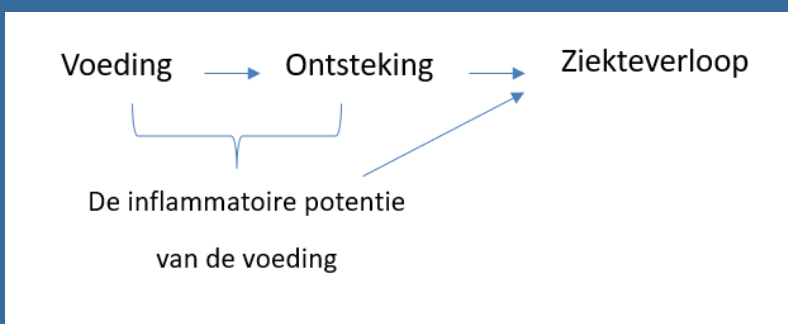 Voeding
Ontsteking
Ziekteverloop
De inflammatoire potentie
van de voeding